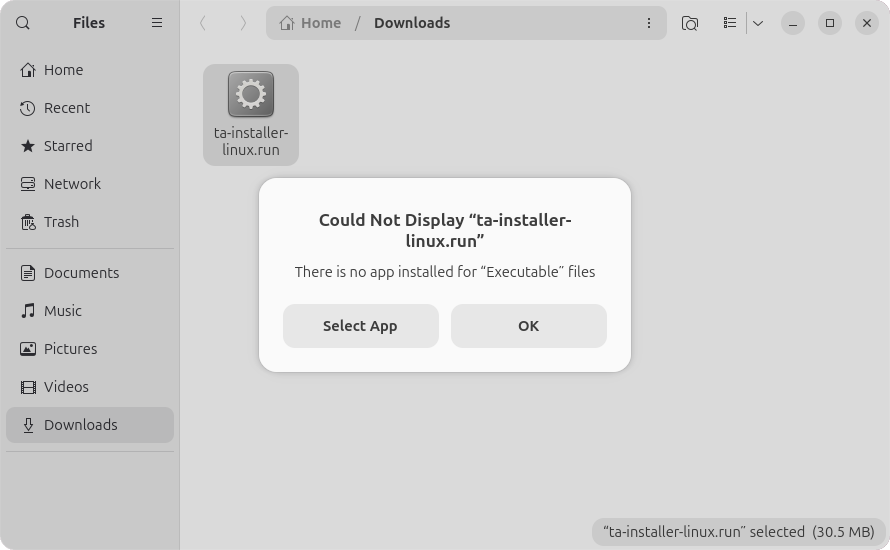 Files
Home / Downloads
Home
Recent
Starred
Network
Trash
Documents
Music
Pictures
Videos
Downloads
ta-installer-
linux.run
Could Not Display “ta-installer-
linux.run”
There is no app installed for “Executable” files
Select App
OK
“ta-installer-linux.run” selected (30.5 MB)